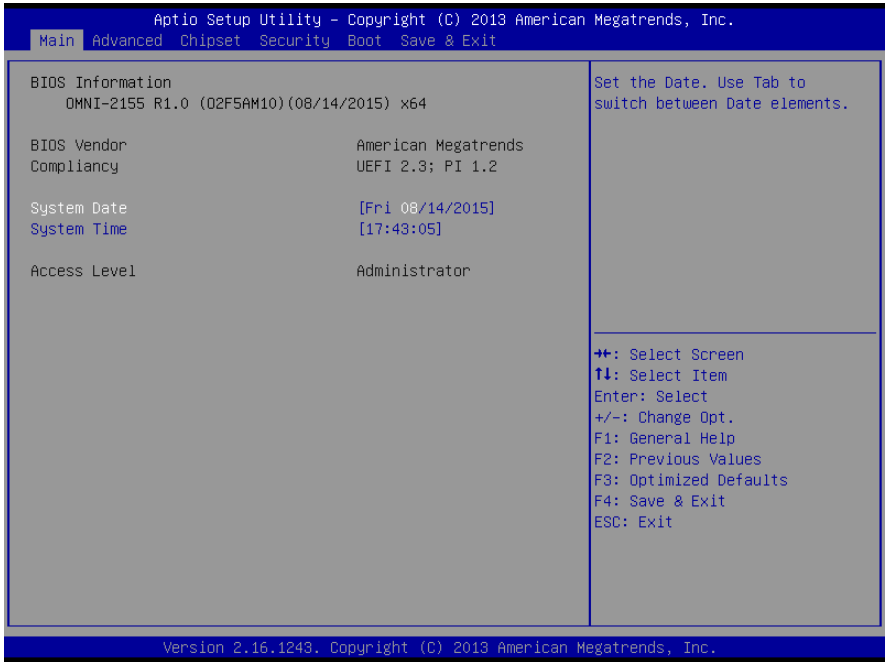 Aptio Setup Utility – Copyright (C) 2013 American Megatrends, Inc.
Main Advanced Chipset Security Boot Save & Exit
BIOS Information
OMNI-2155 R1.0 (O2F5AM10)(08/14/2015) x64
BIOS Vendor American Megatrends
Compliancy UEFI 2.3; PI 1.2
System Date [Fri 08/14/2015]
System Time [17:43:05]
Access Level Administrator
Set the Date. Use Tab to
switch between Date elements.
→←: Select Screen
↑↓: Select Item
Enter: Select
+/-: Change Opt.
F1: General Help
F2: Previous Values
F3: Optimized Defaults
F4: Save & Exit
ESC: Exit
Version 2.16.1243. Copyright (C) 2013 American Megatrends, Inc.